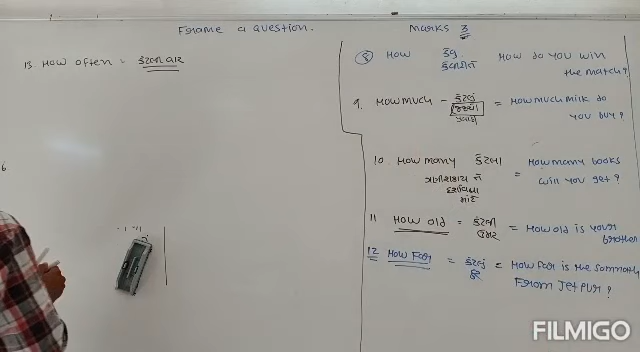 Frame a question. Marks 3
13 How often = કેટલીવાર
8 How કેવુ How do you win
the match?
9. How much - કેટલું = How much milk do
જથ્થો you buy?
10 How many કેટલા = How many books
will you get?
માટે
11 How old = કેટલી = How old is your
ઉંમર brother
12 How Far = કેટલું = How far is the somnath
દૂર From Jetpur?
6
FILMIGO